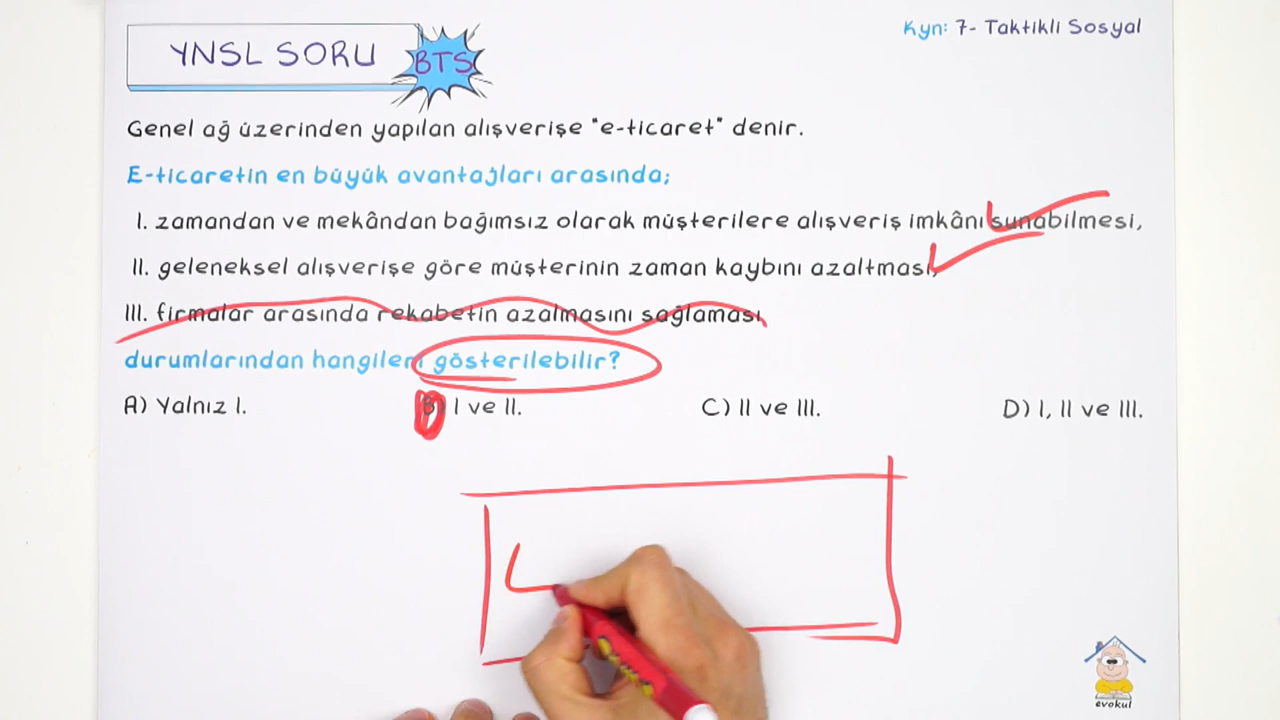 YNSL SORU
BTS
Kyn: 7- Taktikli Sosyal
Genel ağ üzerinden yapılan alışverişe "e-ticaret" denir.
E-ticaretin en büyük avantajları arasında;
I. zamandan ve mekândan bağımsız olarak müşterilere alışveriş imkânı sunabilmesi,
II. geleneksel alışverişe göre müşterinin zaman kaybını azaltması,
III. firmalar arasında rekabetin azalmasını sağlaması
durumlarından hangileri gösterilebilir?
A) Yalnız I.
B) I ve II.
C) II ve III.
D) I, II ve III.
evokul